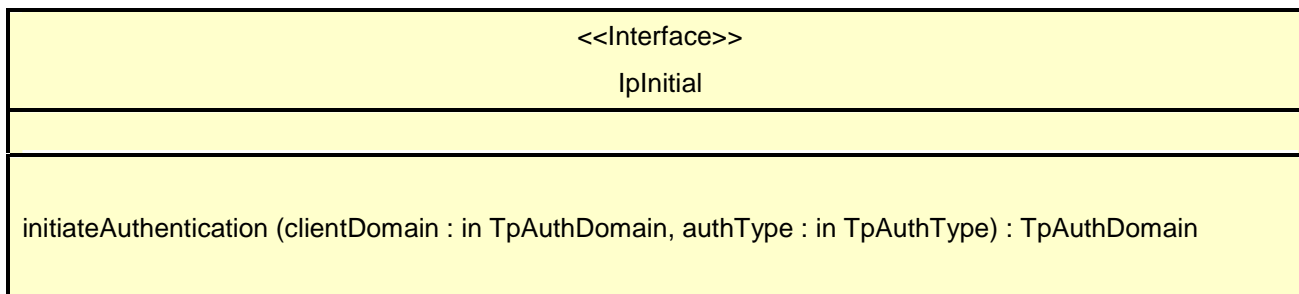 <<Interface>>
IpInitial
initiateAuthentication (clientDomain : in TpAuthDomain, authType : in TpAuthType) : TpAuthDomain